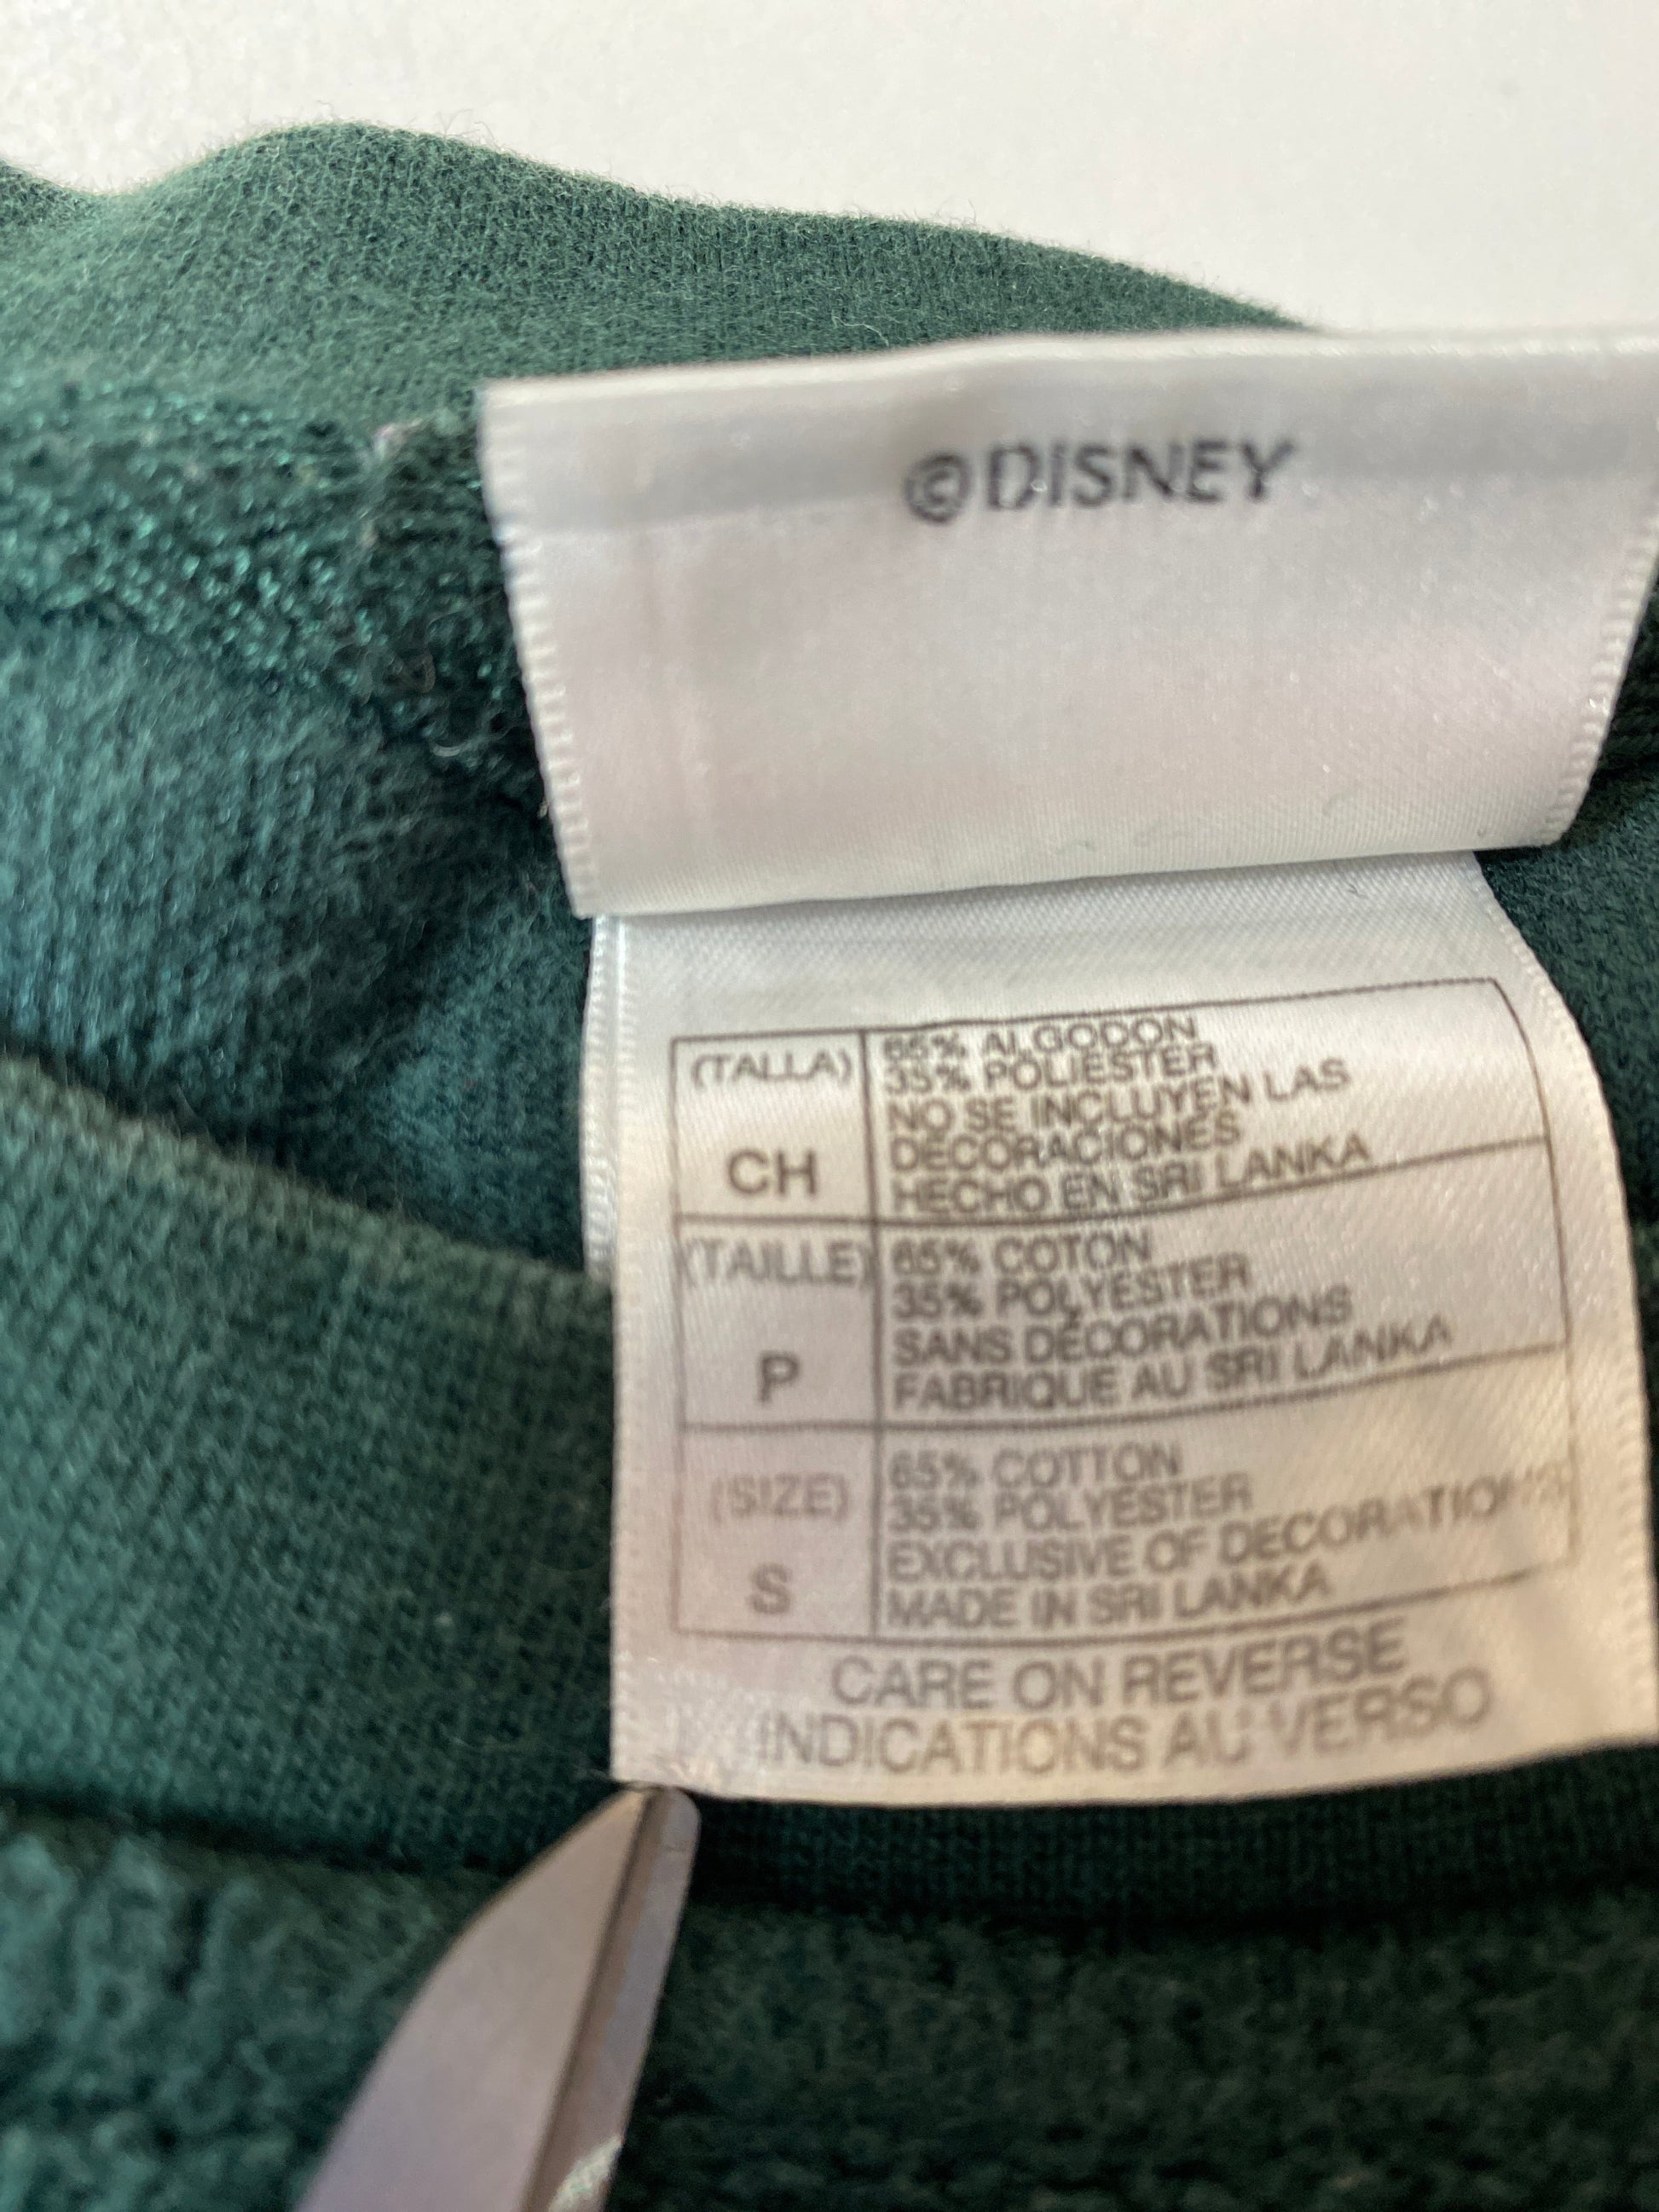 ©DISNEY
(TALLA)
CH
65% ALGODON
35% POLIESTER
NO SE INCLUYEN LAS
DECORACIONES
HECHO EN SRI LANKA
(TAILLE)
P
65% COTON
35% POLYESTER
SANS DÉCORATIONS
FABRIQUE AU SRI LANKA
(SIZE)
S
65% COTTON
35% POLYESTER
EXCLUSIVE OF DECORATIONS
MADE IN SRI LANKA
CARE ON REVERSE
INDICATIONS AU VERSO